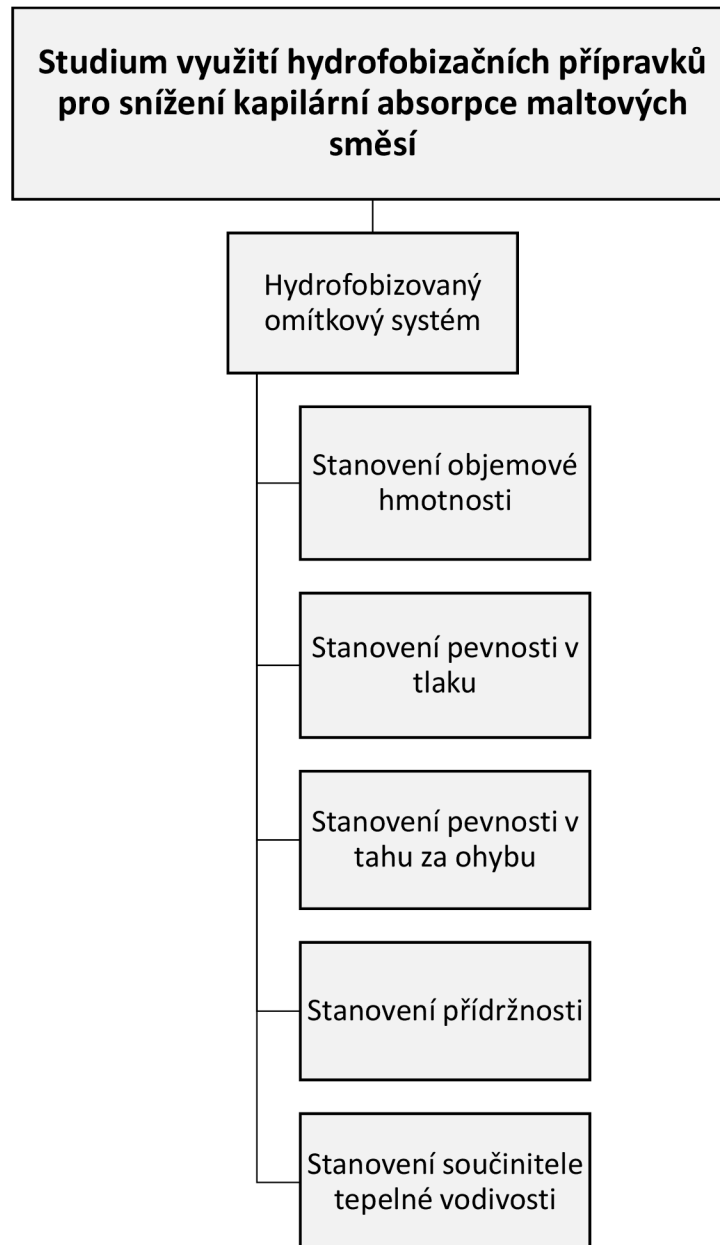 Studium využití hydrofobizačních přípravků
pro snížení kapilární absorpce maltových
směsí
Hydrofobizovaný
omítkový systém
Stanovení objemové
hmotnosti
Stanovení pevnosti v
tlaku
Stanovení pevnosti v
tahu za ohybu
Stanovení přídržnosti
Stanovení součinitele
tepelné vodivosti